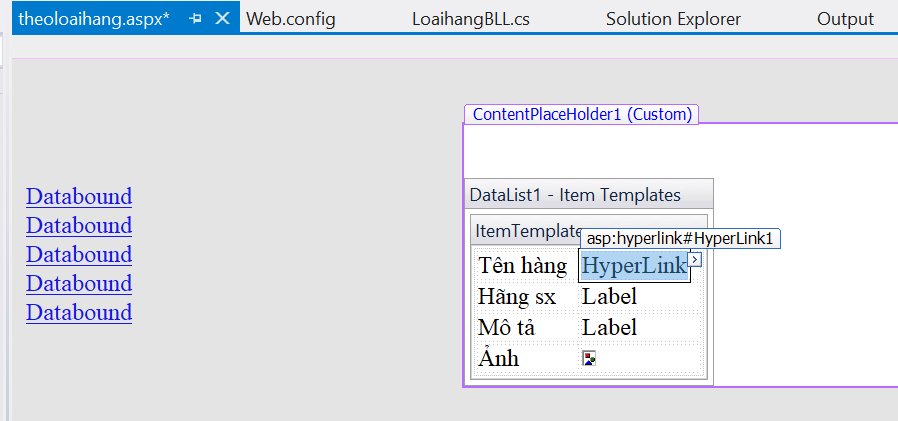 theoloaihang.aspx* Web.config LoaihangBLL.cs Solution Explorer Output
ContentPlaceHolder1 (Custom)
Databound
Databound
Databound
Databound
Databound
DataList1 - Item Templates
ItemTemplate
asp:hyperlink#HyperLink1
Tên hàng HyperLink
Hãng sx Label
Mô tả Label
Ảnh